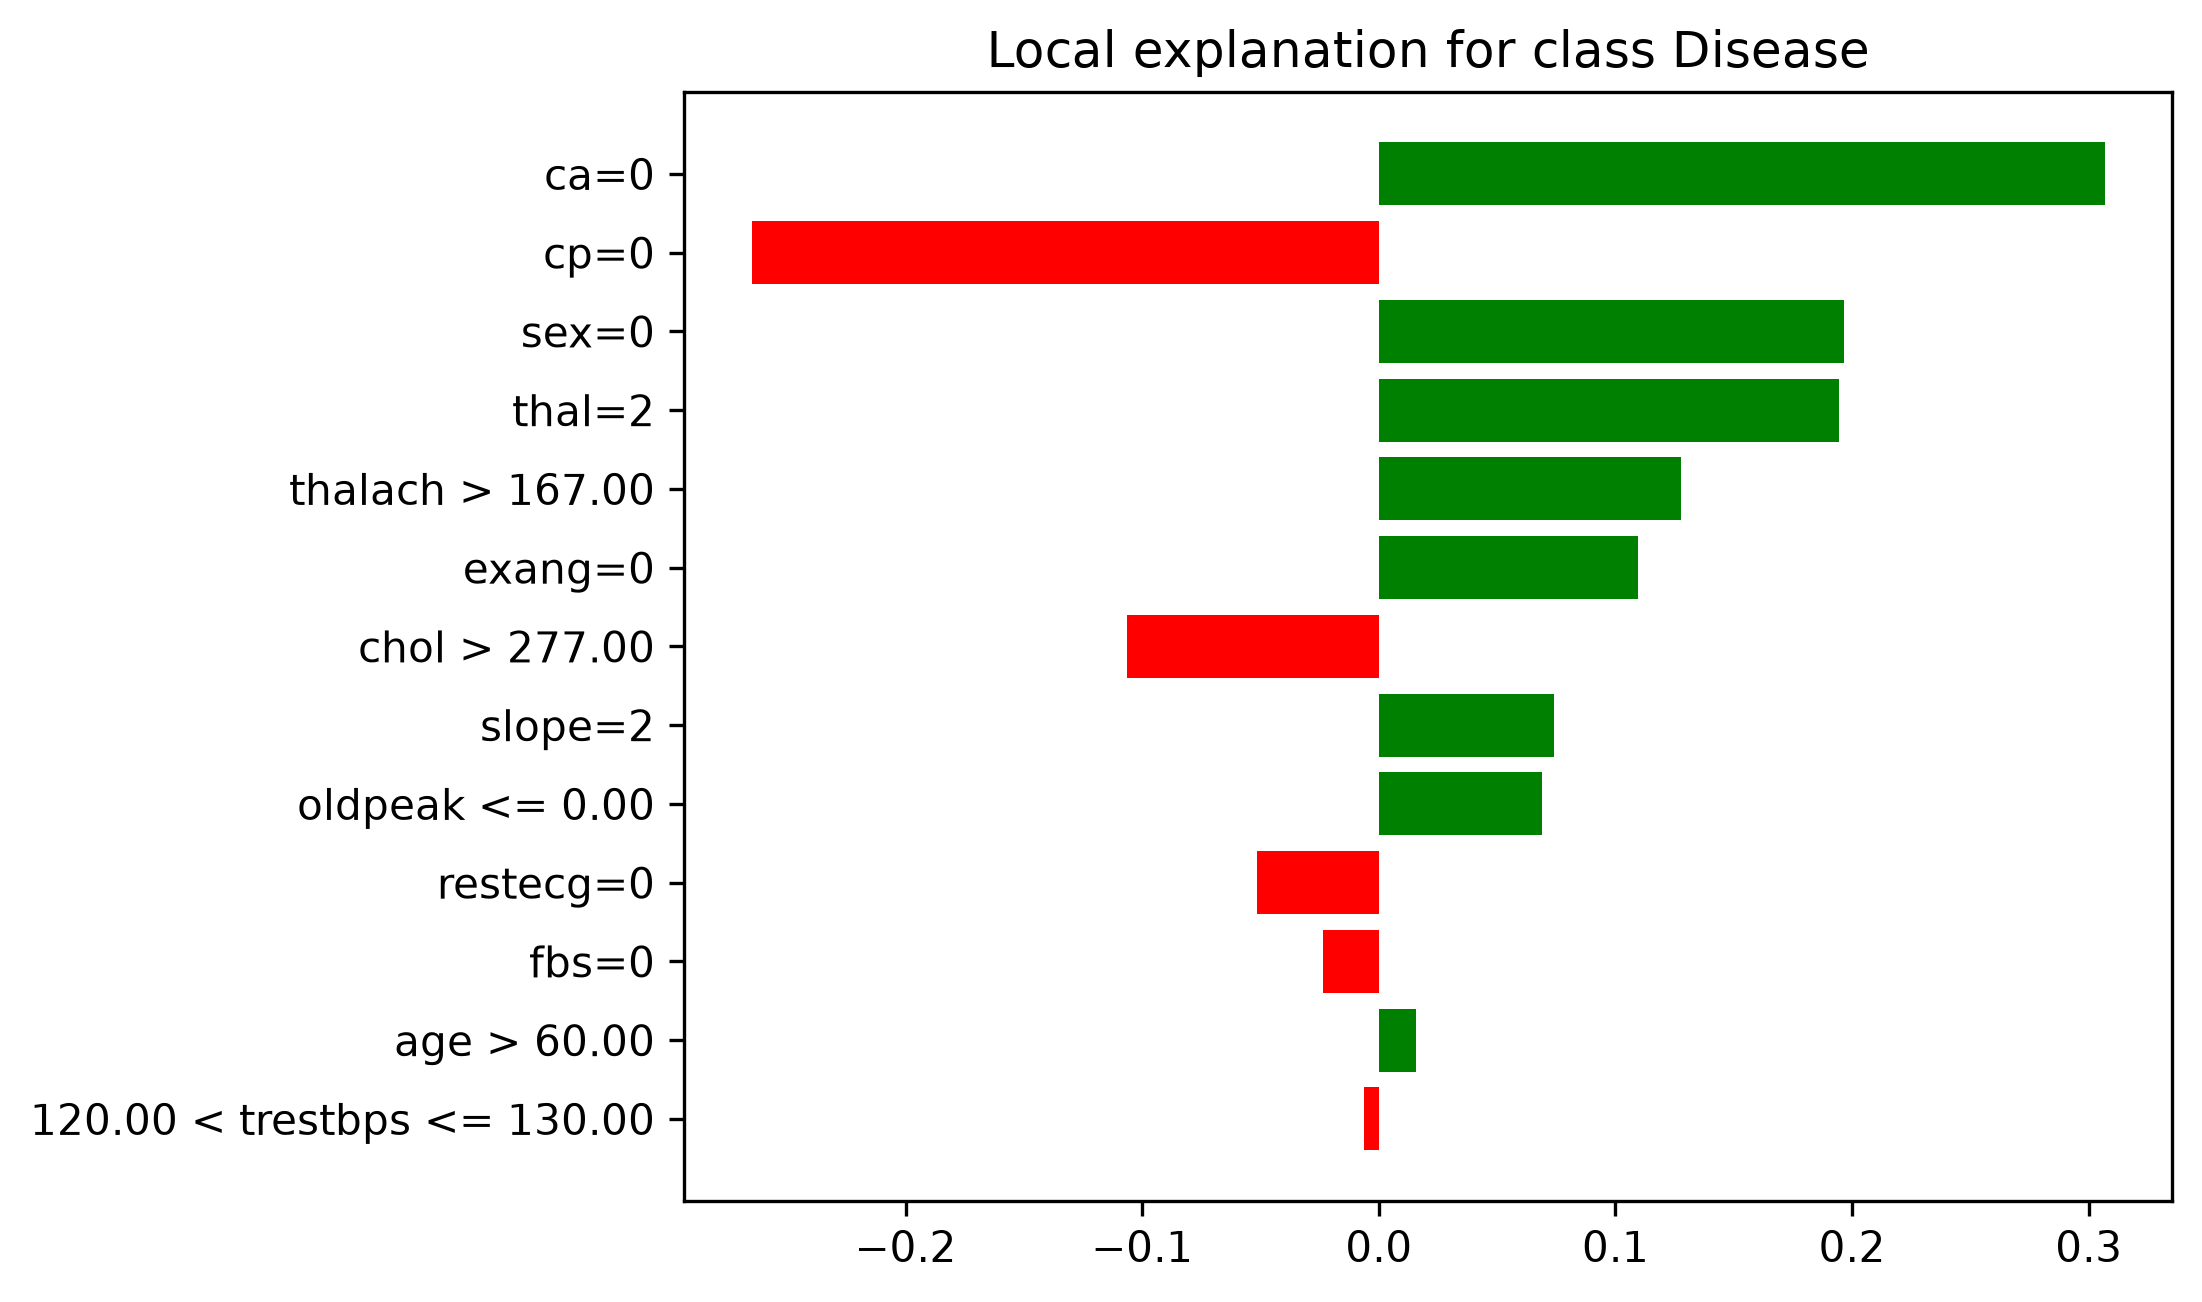 Local explanation for class Disease
ca=0
cp=0
sex=0
thal=2
thalach > 167.00
exang=0
chol > 277.00
slope=2
oldpeak <= 0.00
restecg=0
fbs=0
age > 60.00
120.00 < trestbps <= 130.00
−0.2 −0.1 0.0 0.1 0.2 0.3